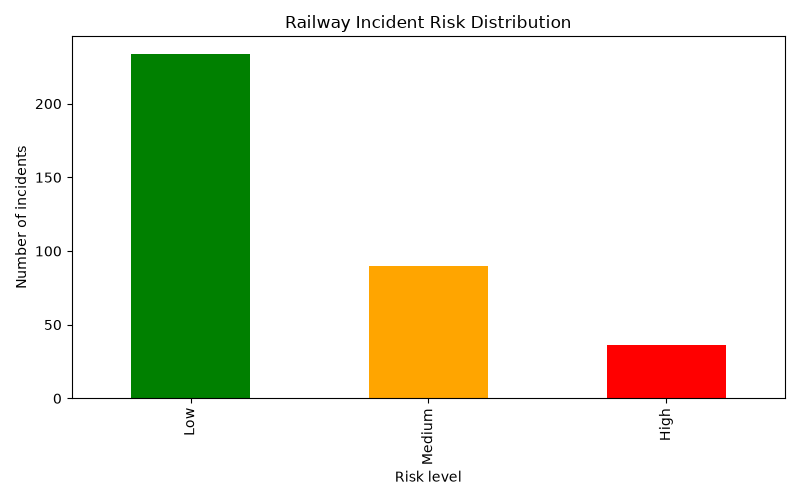 Railway Incident Risk Distribution
Number of incidents
200
150
100
50
0
Low
Medium
High
Risk level